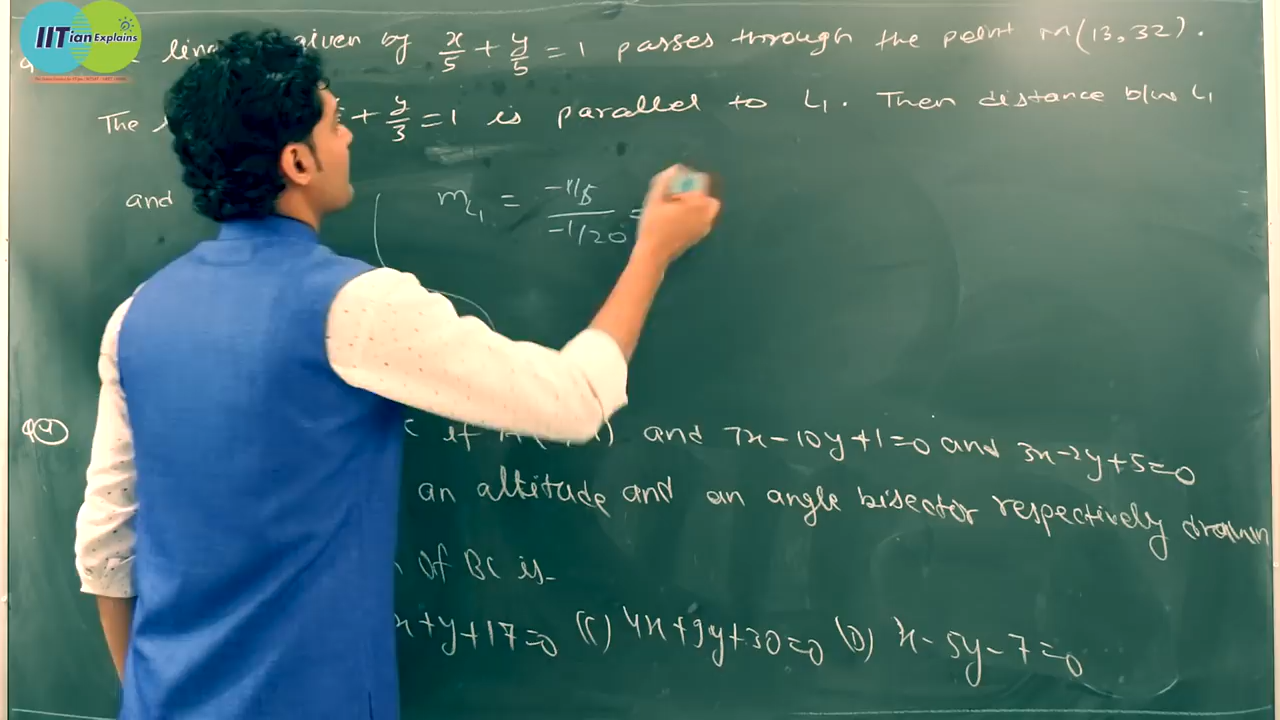 IITian Explains
given by x/5 + y/5 = 1 passes through the point M(13,32).
The + y/3 = 1 is parallel to L₁. Then distance b/w L₁
and
m_L₁ = (-1/5)/(-1/20) =
Q4 if and 7x-10y+1=0 and 3x-2y+5=0
an altitude and an angle bisector respectively drawn
of BC is-
x+y+17=0 (C) 4x+9y+30=0 (D) x-5y-7=0